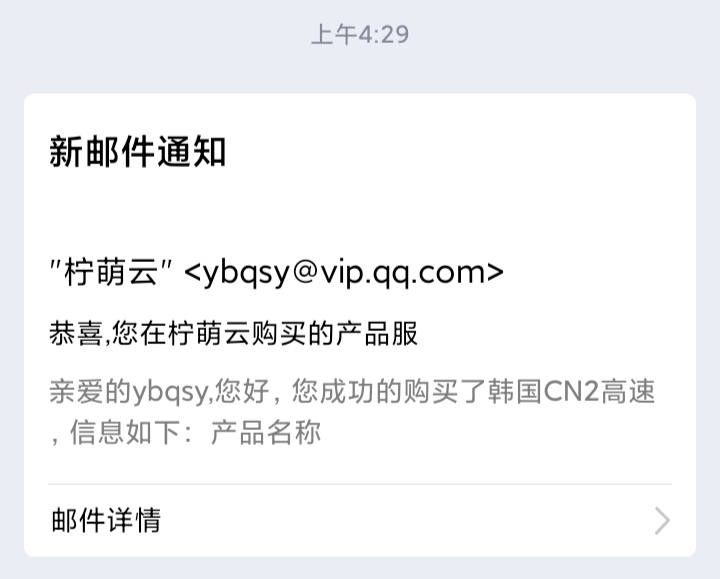 上午4:29
新邮件通知
"柠萌云" <ybqsy@vip.qq.com>
恭喜,您在柠萌云购买的产品服
亲爱的ybqsy,您好，您成功的购买了韩国CN2高速
，信息如下：产品名称
邮件详情